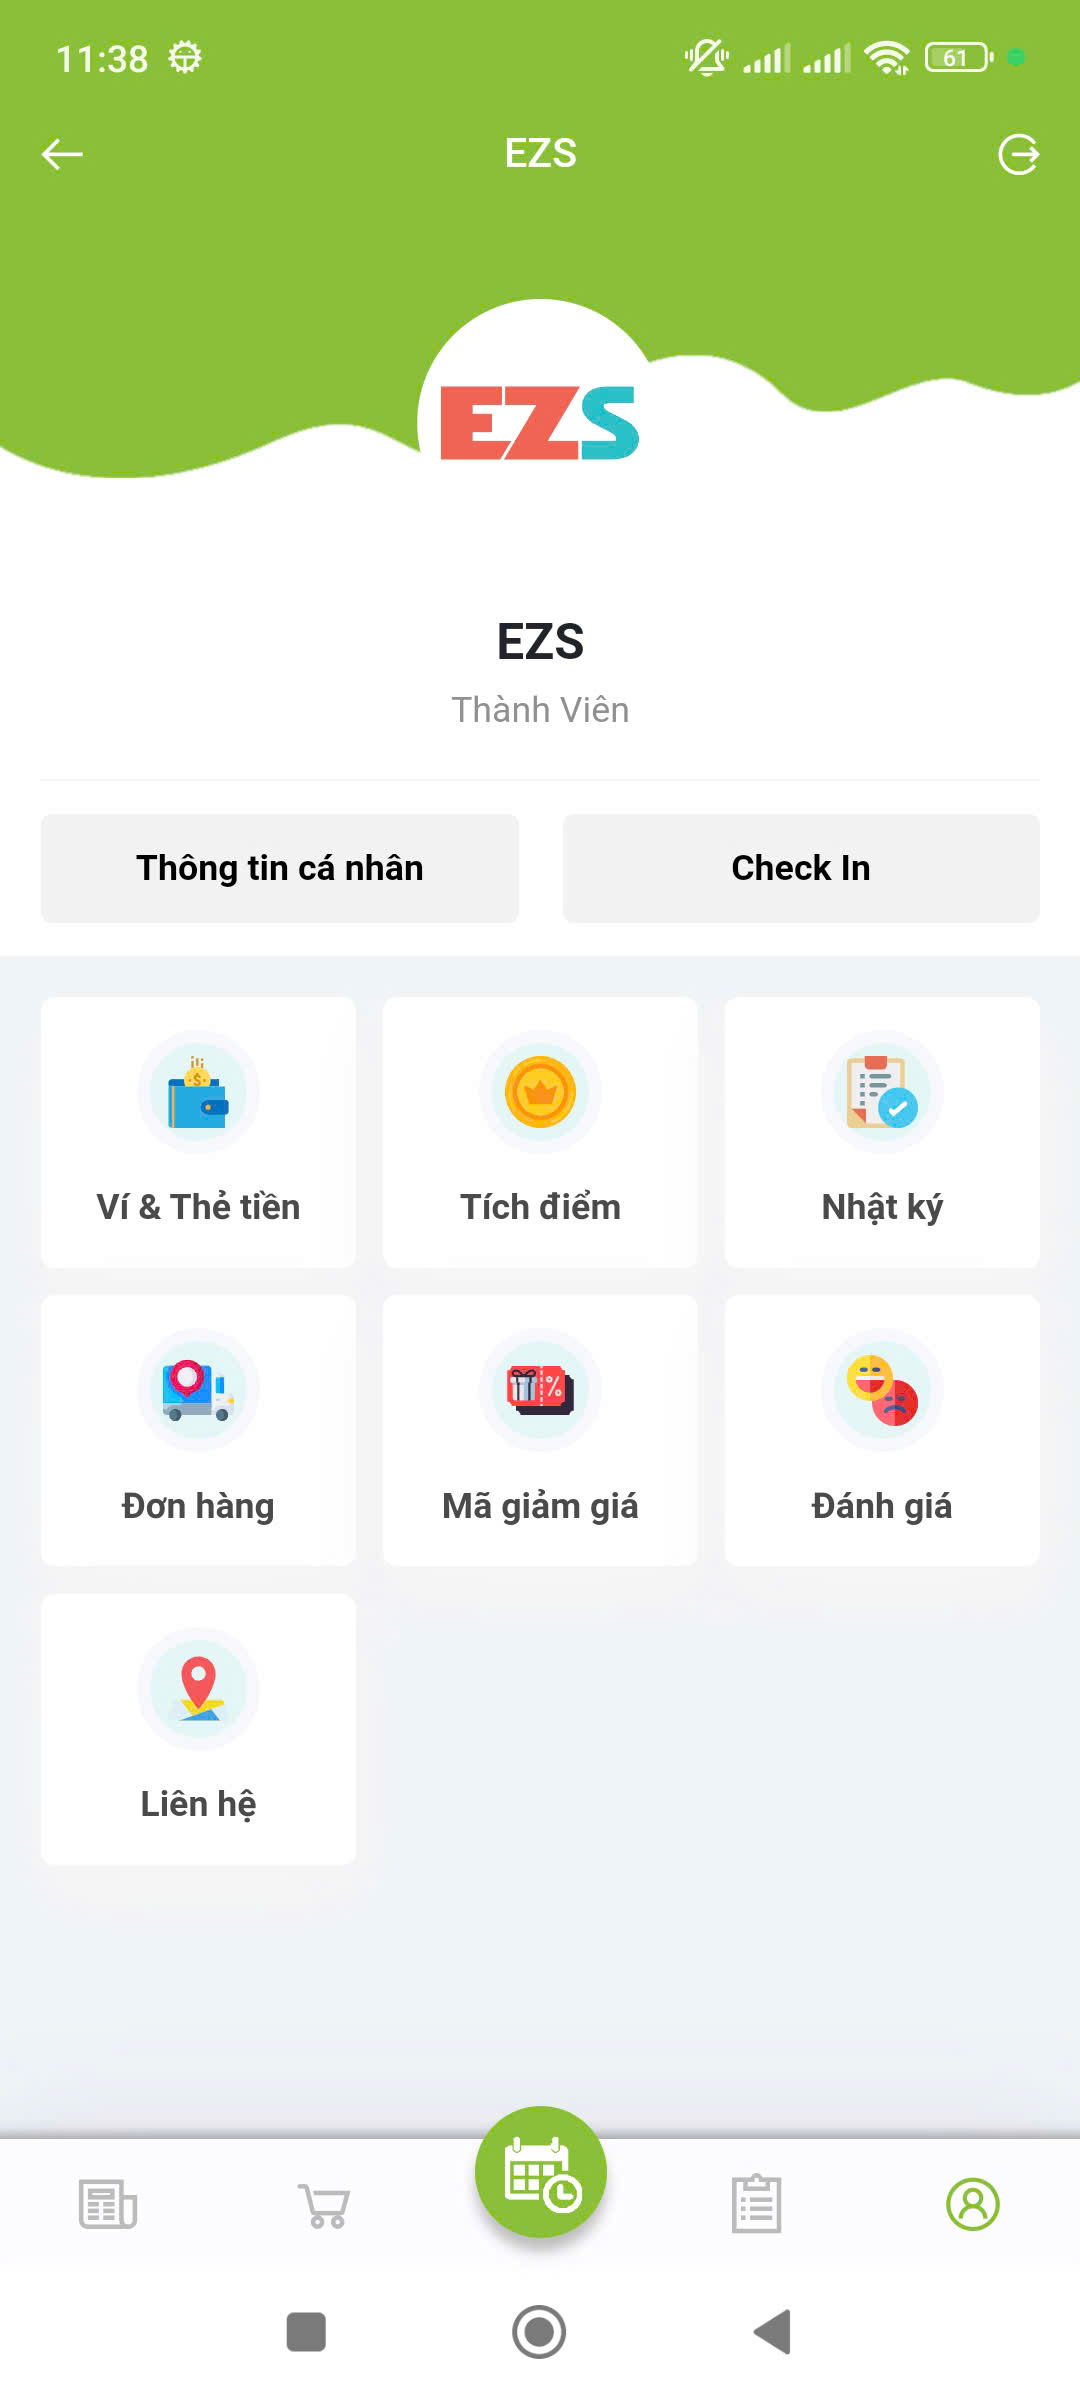 11:38
61
EZS
EZS
EZS
Thành Viên
Thông tin cá nhân
Check In
Ví & Thẻ tiền
Tích điểm
Nhật ký
Đơn hàng
Mã giảm giá
Đánh giá
Liên hệ